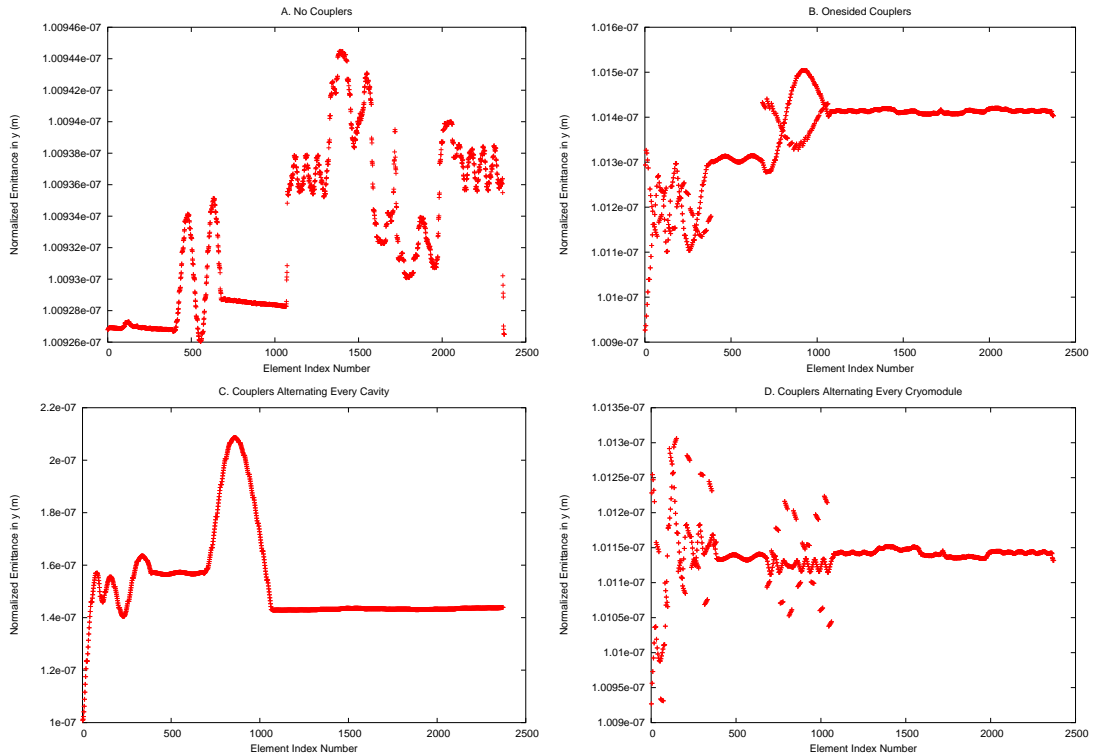 A. No Couplers
Normalized Emittance in y (m)
1.00946e-07
1.00944e-07
1.00942e-07
1.0094e-07
1.00938e-07
1.00936e-07
1.00934e-07
1.00932e-07
1.0093e-07
1.00928e-07
1.00926e-07
0 500 1000 1500 2000 2500
Element Index Number
B. Onesided Couplers
Normalized Emittance in y (m)
1.016e-07
1.015e-07
1.014e-07
1.013e-07
1.012e-07
1.011e-07
1.01e-07
1.009e-07
0 500 1000 1500 2000 2500
Element Index Number
C. Couplers Alternating Every Cavity
Normalized Emittance in y (m)
2.2e-07
2e-07
1.8e-07
1.6e-07
1.4e-07
1.2e-07
1e-07
0 500 1000 1500 2000 2500
Element Index Number
D. Couplers Alternating Every Cryomodule
Normalized Emittance in y (m)
1.0135e-07
1.013e-07
1.0125e-07
1.012e-07
1.0115e-07
1.011e-07
1.0105e-07
1.01e-07
1.0095e-07
1.009e-07
0 500 1000 1500 2000 2500
Element Index Number